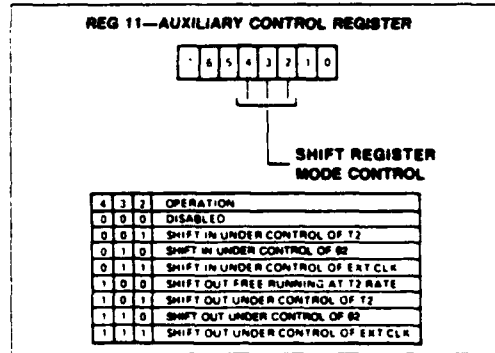 REG 11—AUXILIARY CONTROL REGISTER
6 5 4 3 2 1 0
SHIFT REGISTER
MODE CONTROL
4 3 2 OPERATION
0 0 0 DISABLED
0 0 1 SHIFT IN UNDER CONTROL OF T2
0 1 0 SHIFT IN UNDER CONTROL OF
0 1 1 SHIFT IN UNDER CONTROL OF EXT CLK
1 0 0 SHIFT OUT FREE RUNNING AT T2 RATE
1 0 1 SHIFT OUT UNDER CONTROL OF T2
1 1 0 SHIFT OUT UNDER CONTROL OF
1 1 1 SHIFT OUT UNDER CONTROL OF EXT CLK